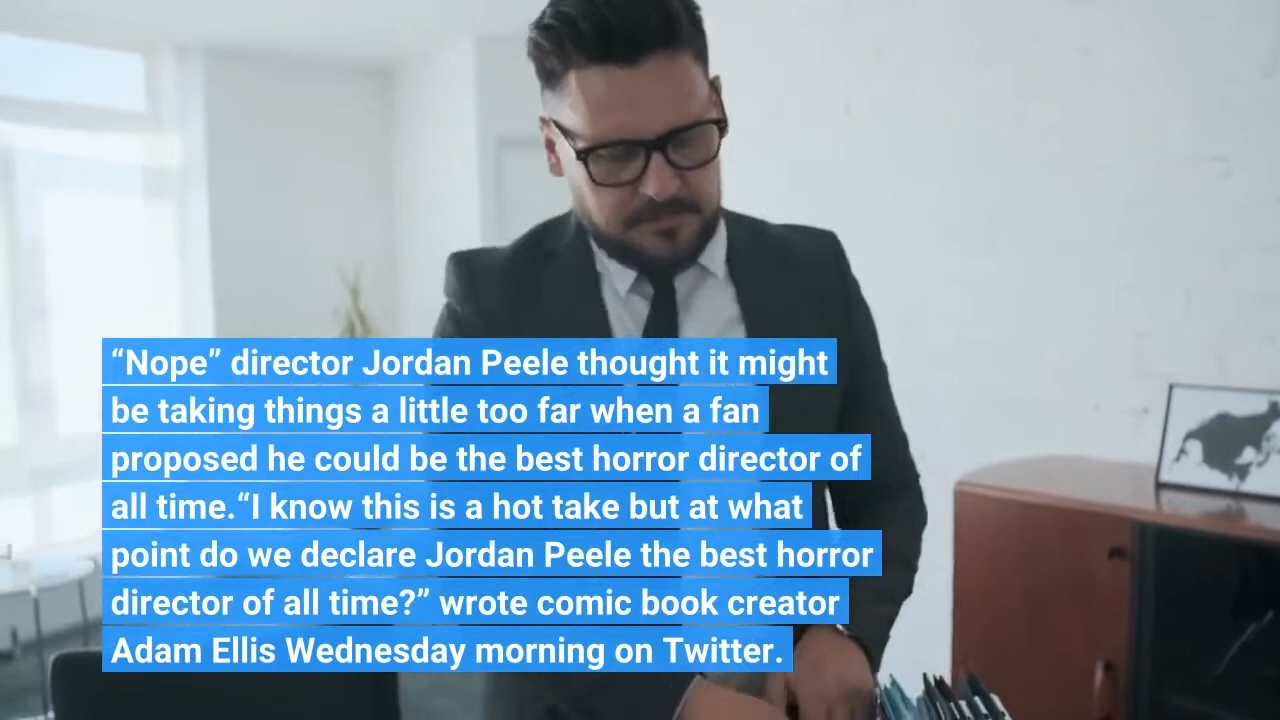 “Nope” director Jordan Peele thought it might
be taking things a little too far when a fan
proposed he could be the best horror director of
all time.“I know this is a hot take but at what
point do we declare Jordan Peele the best horror
director of all time?” wrote comic book creator
Adam Ellis Wednesday morning on Twitter.